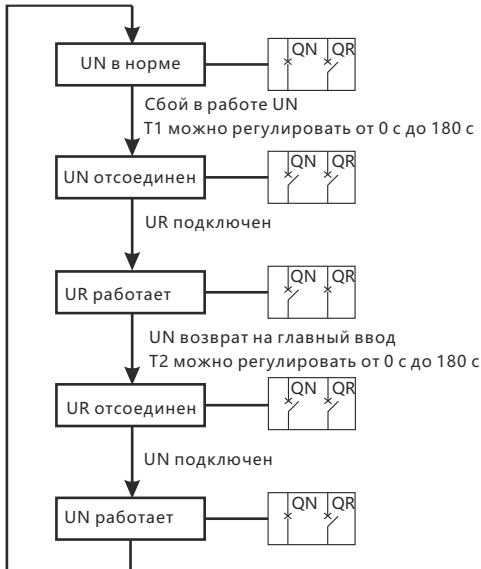 UN в норме
QN QR
Сбой в работе UN
T1 можно регулировать от 0 с до 180 с
UN отсоединен
QN QR
UR подключен
UR работает
QN QR
UN возврат на главный ввод
T2 можно регулировать от 0 с до 180 с
UR отсоединен
QN QR
UN подключен
UN работает
QN QR